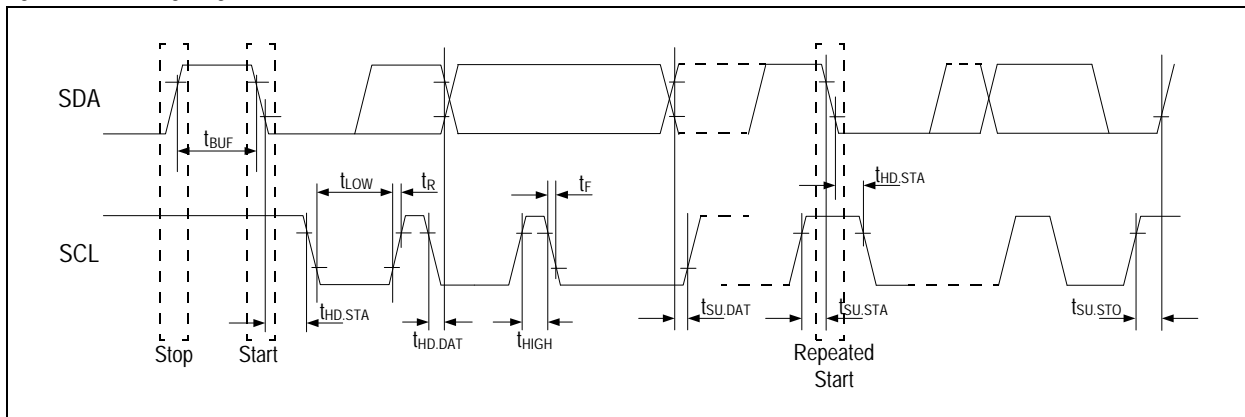 SDA
tBUF
tLOW
tR
tF
tHD.STA
SCL
tHD.STA
tHD.DAT
tHIGH
tSU.DAT
tSU.STA
tSU.STO
Stop
Start
Repeated
Start